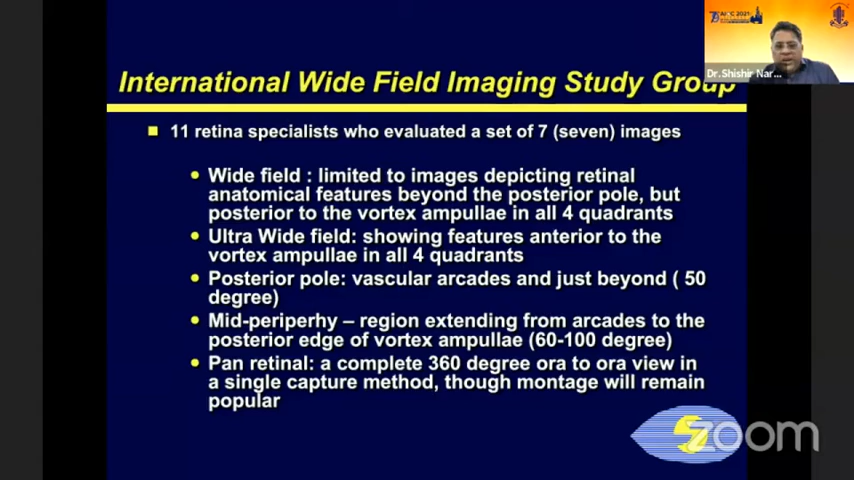 AIOC 2021
Dr.Shishir Nar...
International Wide Field Imaging Study Group
11 retina specialists who evaluated a set of 7 (seven) images
Wide field : limited to images depicting retinal
anatomical features beyond the posterior pole, but
posterior to the vortex ampullae in all 4 quadrants
Ultra Wide field: showing features anterior to the
vortex ampullae in all 4 quadrants
Posterior pole: vascular arcades and just beyond ( 50
degree)
Mid-periperhy – region extending from arcades to the
posterior edge of vortex ampullae (60-100 degree)
Pan retinal: a complete 360 degree ora to ora view in
a single capture method, though montage will remain
popular
zoom